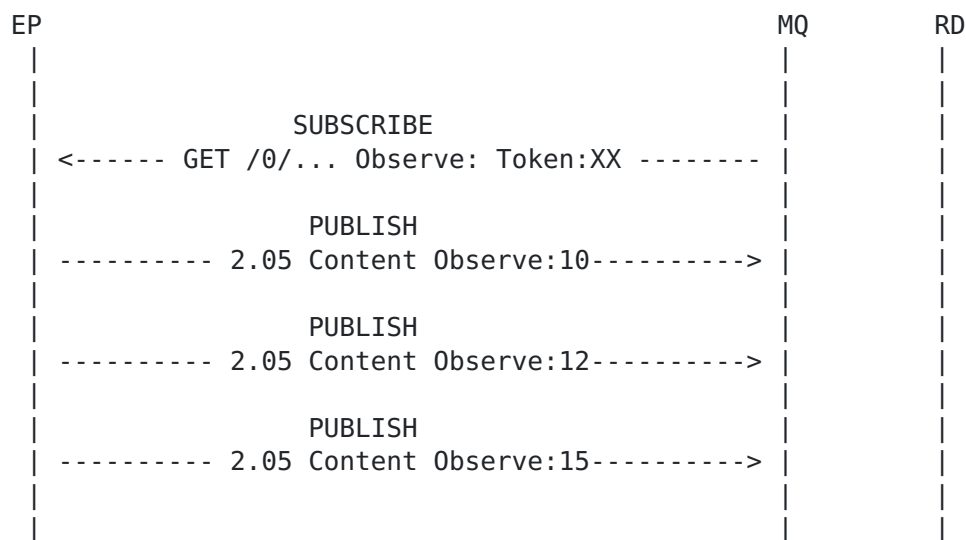 EP MQ RD
SUBSCRIBE
<------ GET /0/... Observe: Token:XX --------
PUBLISH
---------- 2.05 Content Observe:10---------->
PUBLISH
---------- 2.05 Content Observe:12---------->
PUBLISH
---------- 2.05 Content Observe:15---------->